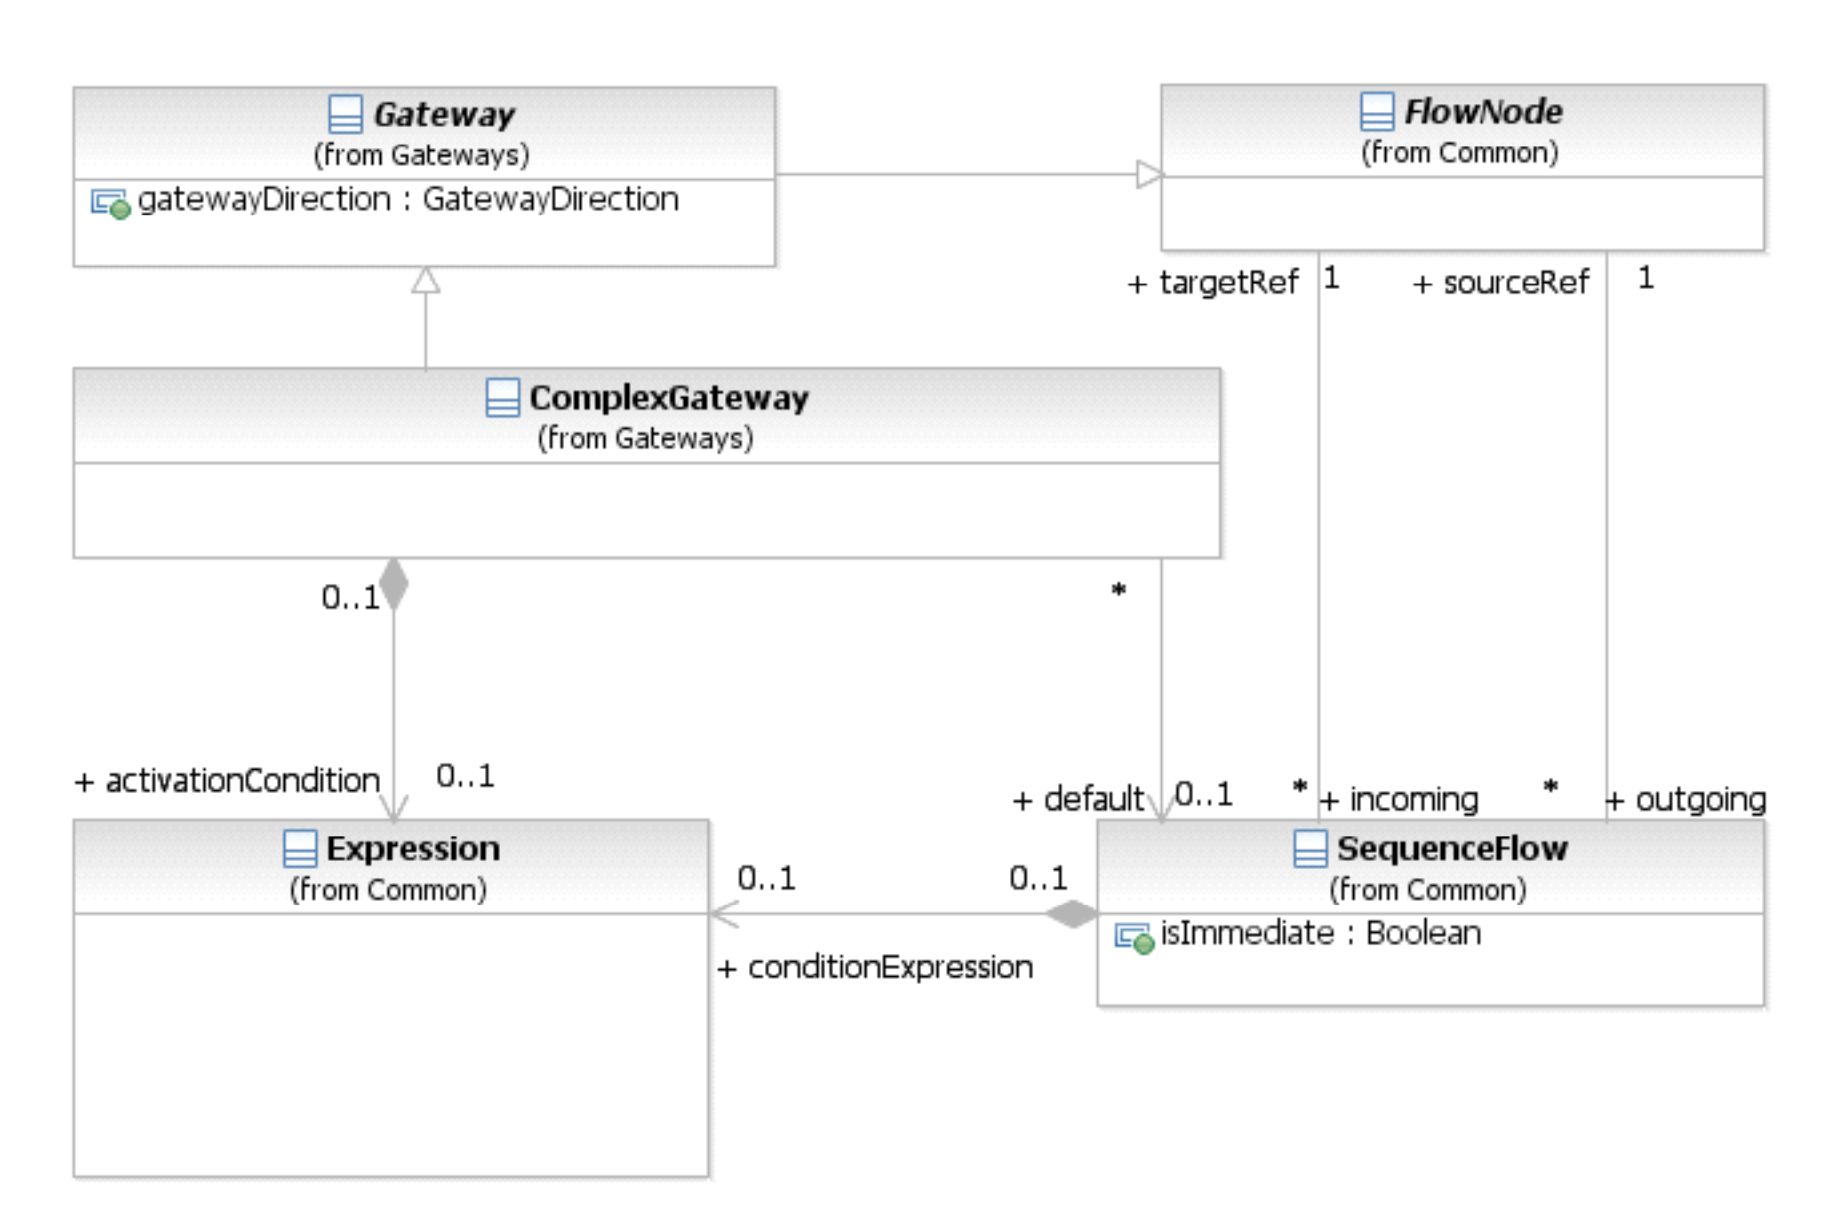 Gateway
(from Gateways)
gatewayDirection : GatewayDirection
FlowNode
(from Common)
+ targetRef 1
+ sourceRef 1
ComplexGateway
(from Gateways)
0..1
*
+ activationCondition 0..1
+ default 0..1
* + incoming
* + outgoing
Expression
(from Common)
0..1
0..1
+ conditionExpression
SequenceFlow
(from Common)
isImmediate : Boolean